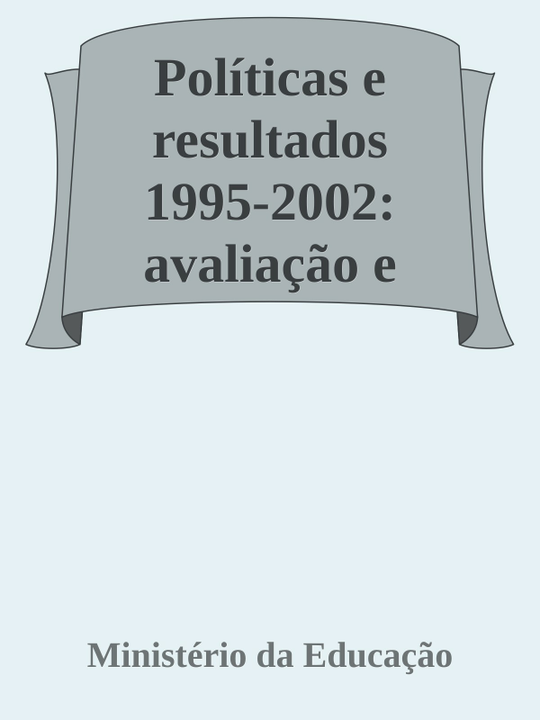 Políticas e
resultados
1995-2002:
avaliação e
Ministério da Educação